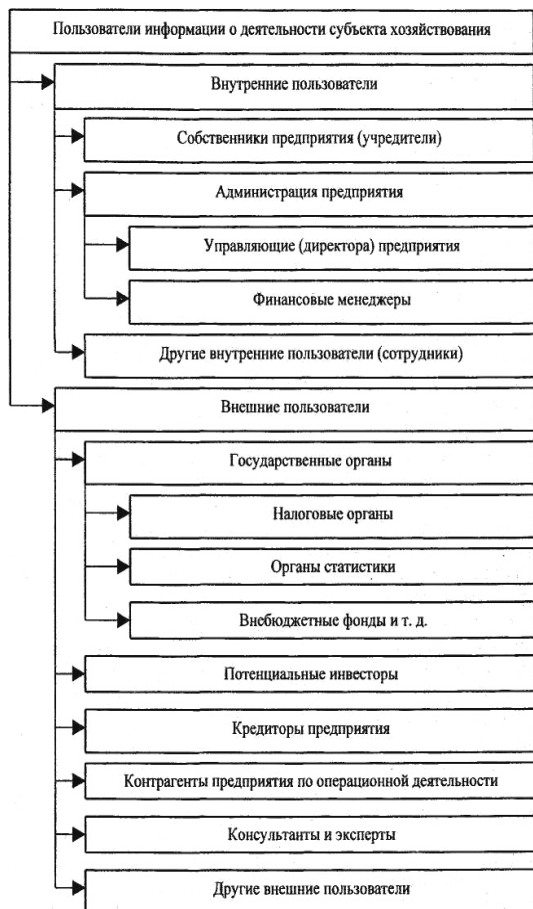 Пользователи информации о деятельности субъекта хозяйствования
Внутренние пользователи
Собственники предприятия (учредители)
Администрация предприятия
Управляющие (директора) предприятия
Финансовые менеджеры
Другие внутренние пользователи (сотрудники)
Внешние пользователи
Государственные органы
Налоговые органы
Органы статистики
Внебюджетные фонды и т. д.
Потенциальные инвесторы
Кредиторы предприятия
Контрагенты предприятия по операционной деятельности
Консультанты и эксперты
Другие внешние пользователи